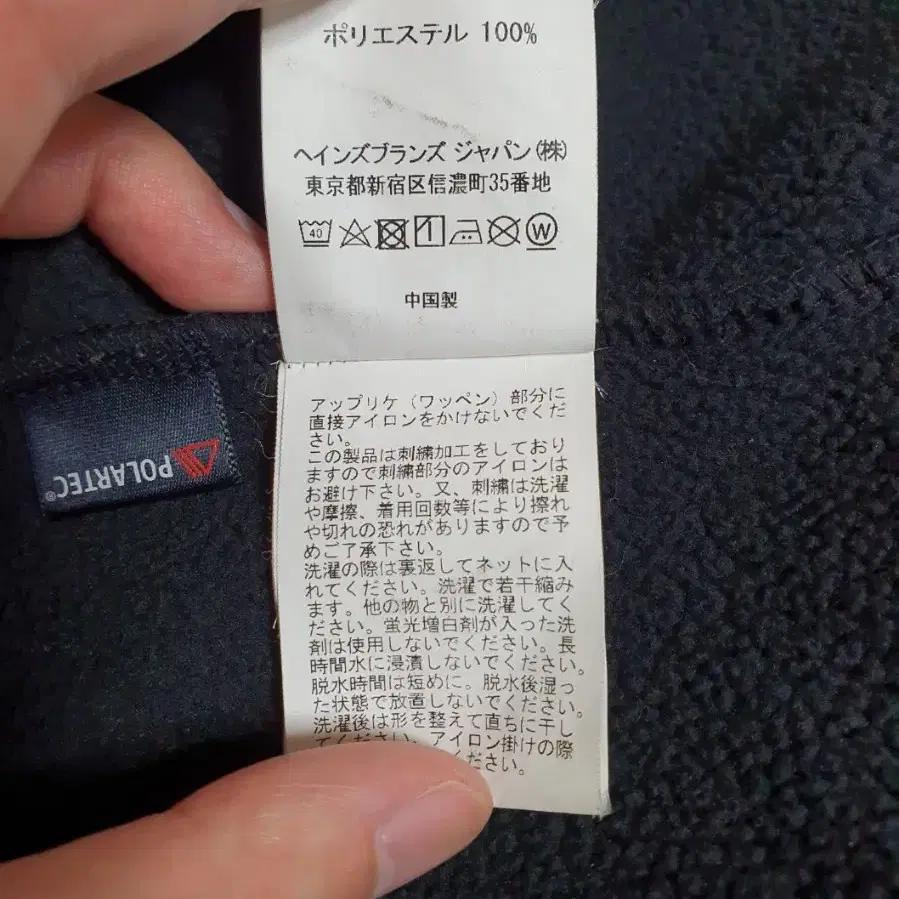 ポリエステル 100%
ヘインズブランズ ジャパン(株)
東京都新宿区信濃町35番地
40
W
中国製
POLARTEC®
アップリケ（ワッペン）部分に
直接アイロンをかけないでくだ
さい。
この製品は刺繍加工をしており
ますので刺繍部分のアイロンは
お避け下さい。又、刺繍は洗濯
や摩擦、着用回数等により擦れ
や切れの恐れがありますので予
めご了承下さい。
洗濯の際は裏返してネットに入
れてください。洗濯で若干縮み
ます。他の物と別に洗濯してく
ださい。蛍光増白剤が入った洗
剤は使用しないでください。長
時間水に浸漬しないでください。
脱水時間は短めに。脱水後湿っ
た状態で放置しないでください。
洗濯後は形を整えて直ちに干し
てください。アイロン掛けの際
ください。